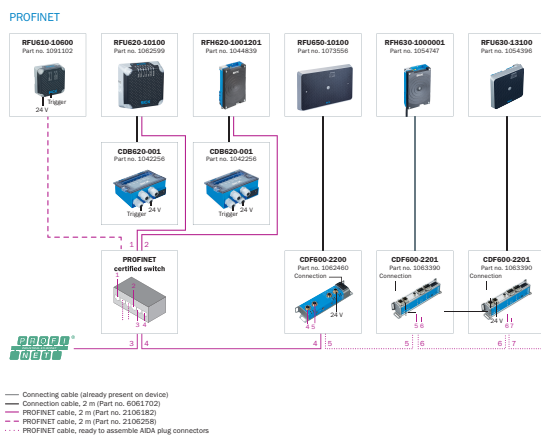 PROFINET
RFU610-10600
Part no. 1091102
24 V
Trigger
RFU620-10100
Part no. 1062599
RFH620-1001201
Part no. 1044839
RFU650-10100
Part no. 1073556
RFH630-1000001
Part no. 1054747
RFU630-13100
Part no. 1054396
CDB620-001
Part no. 1042256
Trigger
24 V
CDB620-001
Part no. 1042256
Trigger
24 V
1 2
PROFINET
certified switch
1
2
3 4
CDF600-2200
Part no. 1062460
Connection
24 V
4 5
CDF600-2201
Part no. 1063390
Connection
5 6
CDF600-2201
Part no. 1063390
Connection
24 V
6 7
PROFI
NET
3 4
4 5
5 6
6 7
Connecting cable (already present on device)
Connection cable, 2 m (Part no. 6061702)
PROFINET cable, 2 m (Part no. 2106182)
PROFINET cable, 2 m (Part no. 2106258)
PROFINET cable, ready to assemble AIDA plug connectors